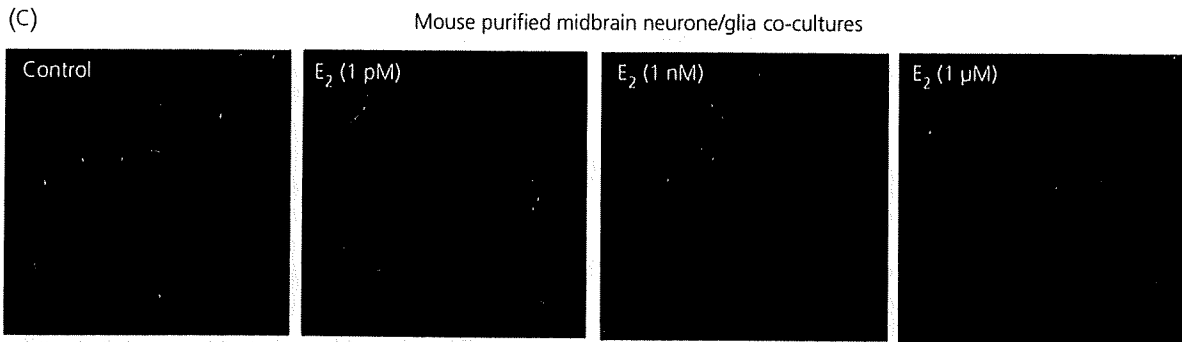 (C)
Mouse purified midbrain neurone/glia co-cultures
Control
E₂ (1 pM)
E₂ (1 nM)
E₂ (1 µM)